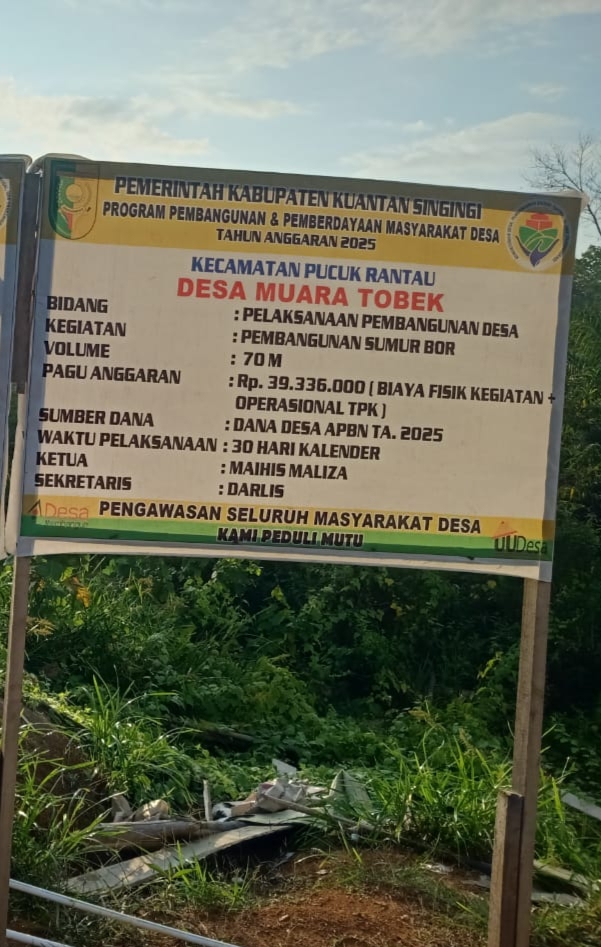 PEMERINTAH KABUPATEN KUANTAN SINGINGI
PROGRAM PEMBANGUNAN & PEMBERDAYAAN MASYARAKAT DESA
TAHUN ANGGARAN 2025
KECAMATAN PUCUK RANTAU
DESA MUARA TOBEK
BIDANG : PELAKSANAAN PEMBANGUNAN DESA
KEGIATAN : PEMBANGUNAN SUMUR BOR
VOLUME : 70 M
PAGU ANGGARAN : Rp. 39.336.000 ( BIAYA FISIK KEGIATAN +
OPERASIONAL TPK )
SUMBER DANA : DANA DESA APBN TA. 2025
WAKTU PELAKSANAAN : 30 HARI KALENDER
KETUA : MAIHIS MALIZA
SEKRETARIS : DARLIS
Desa
PENGAWASAN SELURUH MASYARAKAT DESA
KAMI PEDULI MUTU
UUDesa